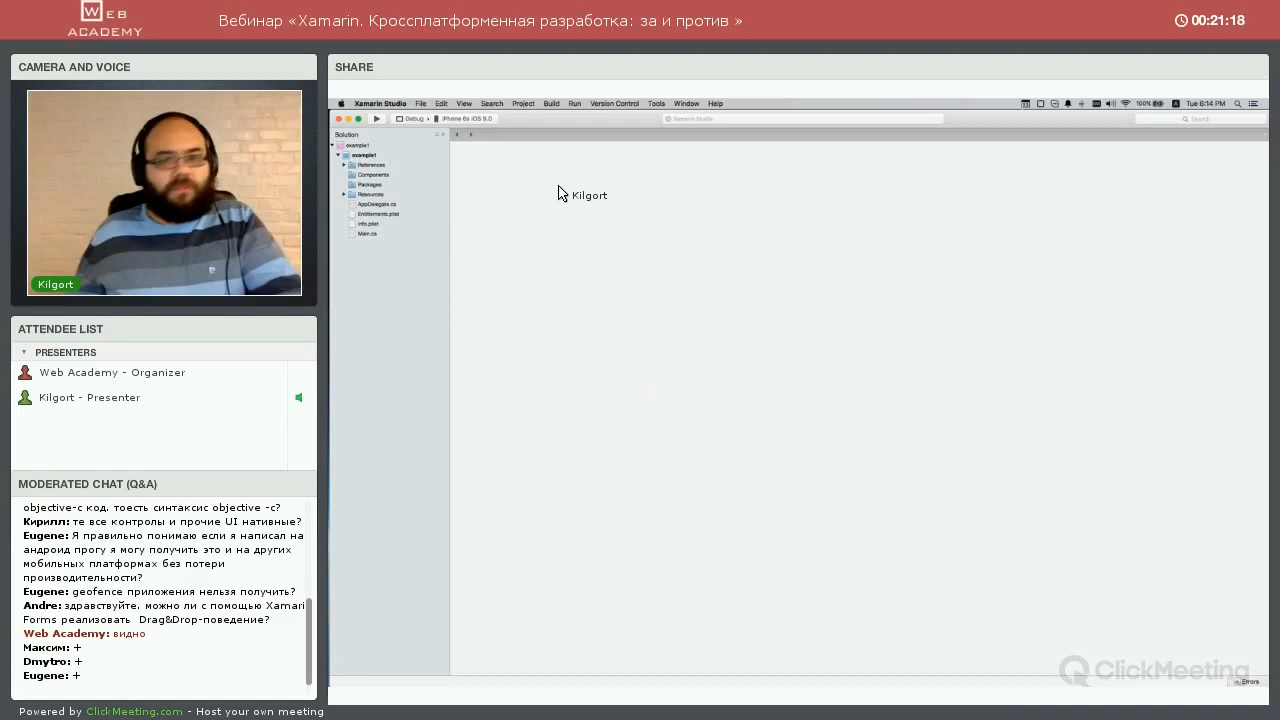 WEB
ACADEMY
Вебинар «Xamarin. Кроссплатформенная разработка: за и против »
00:21:18
CAMERA AND VOICE
Kilgort
ATTENDEE LIST
PRESENTERS
Web Academy - Organizer
Kilgort - Presenter
MODERATED CHAT (Q&A)
objective-c код. тоесть синтаксис objective -c?
Кирилл: те все контролы и прочие UI нативные?
Eugene: Я правильно понимаю если я написал на
андроид прогу я могу получить это и на других
мобильных платформах без потери
производительности?
Eugene: geofence приложения нельзя получить?
Andre: здравствуйте. можно ли с помощью Xamari
Forms реализовать Drag&Drop-поведение?
Web Academy: видно
Максим: +
Dmytro: +
Eugene: +
Powered by ClickMeeting.com - Host your own meeting
SHARE
Xamarin Studio File Edit View Search Project Build Run Version Control Tools Window Help
100% Tue 6:14 PM
Debug iPhone 6s iOS 9.0
Xamarin Studio
Search
Solution
example1
example1
References
Components
Packages
Resources
AppDelegate.cs
Entitlements.plist
Info.plist
Main.cs
Kilgort
ClickMeeting
Errors